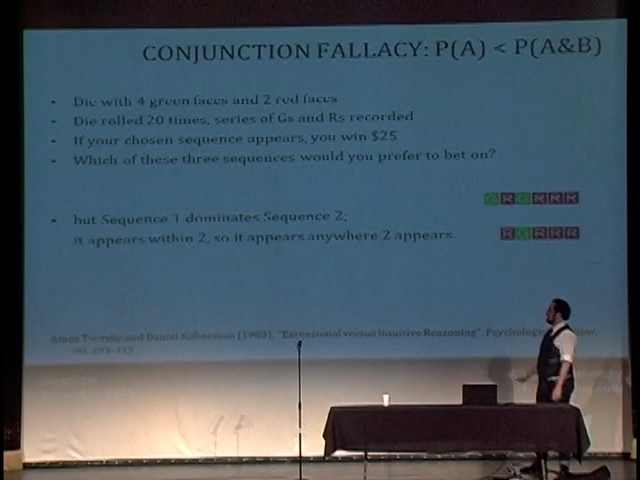 CONJUNCTION FALLACY: P(A) < P(A&B)
Die with 4 green faces and 2 red faces
Die rolled 20 times, series of Gs and Rs recorded
If your chosen sequence appears, you win $25
Which of these three sequences would you prefer to bet on?
GRGRRR
but Sequence 1 dominates Sequence 2;
it appears within 2, so it appears anywhere 2 appears.
RGRRR
Amos Tversky and Daniel Kahneman (1983). "Extensional versus Intuitive Reasoning". Psychological
90, 293-315